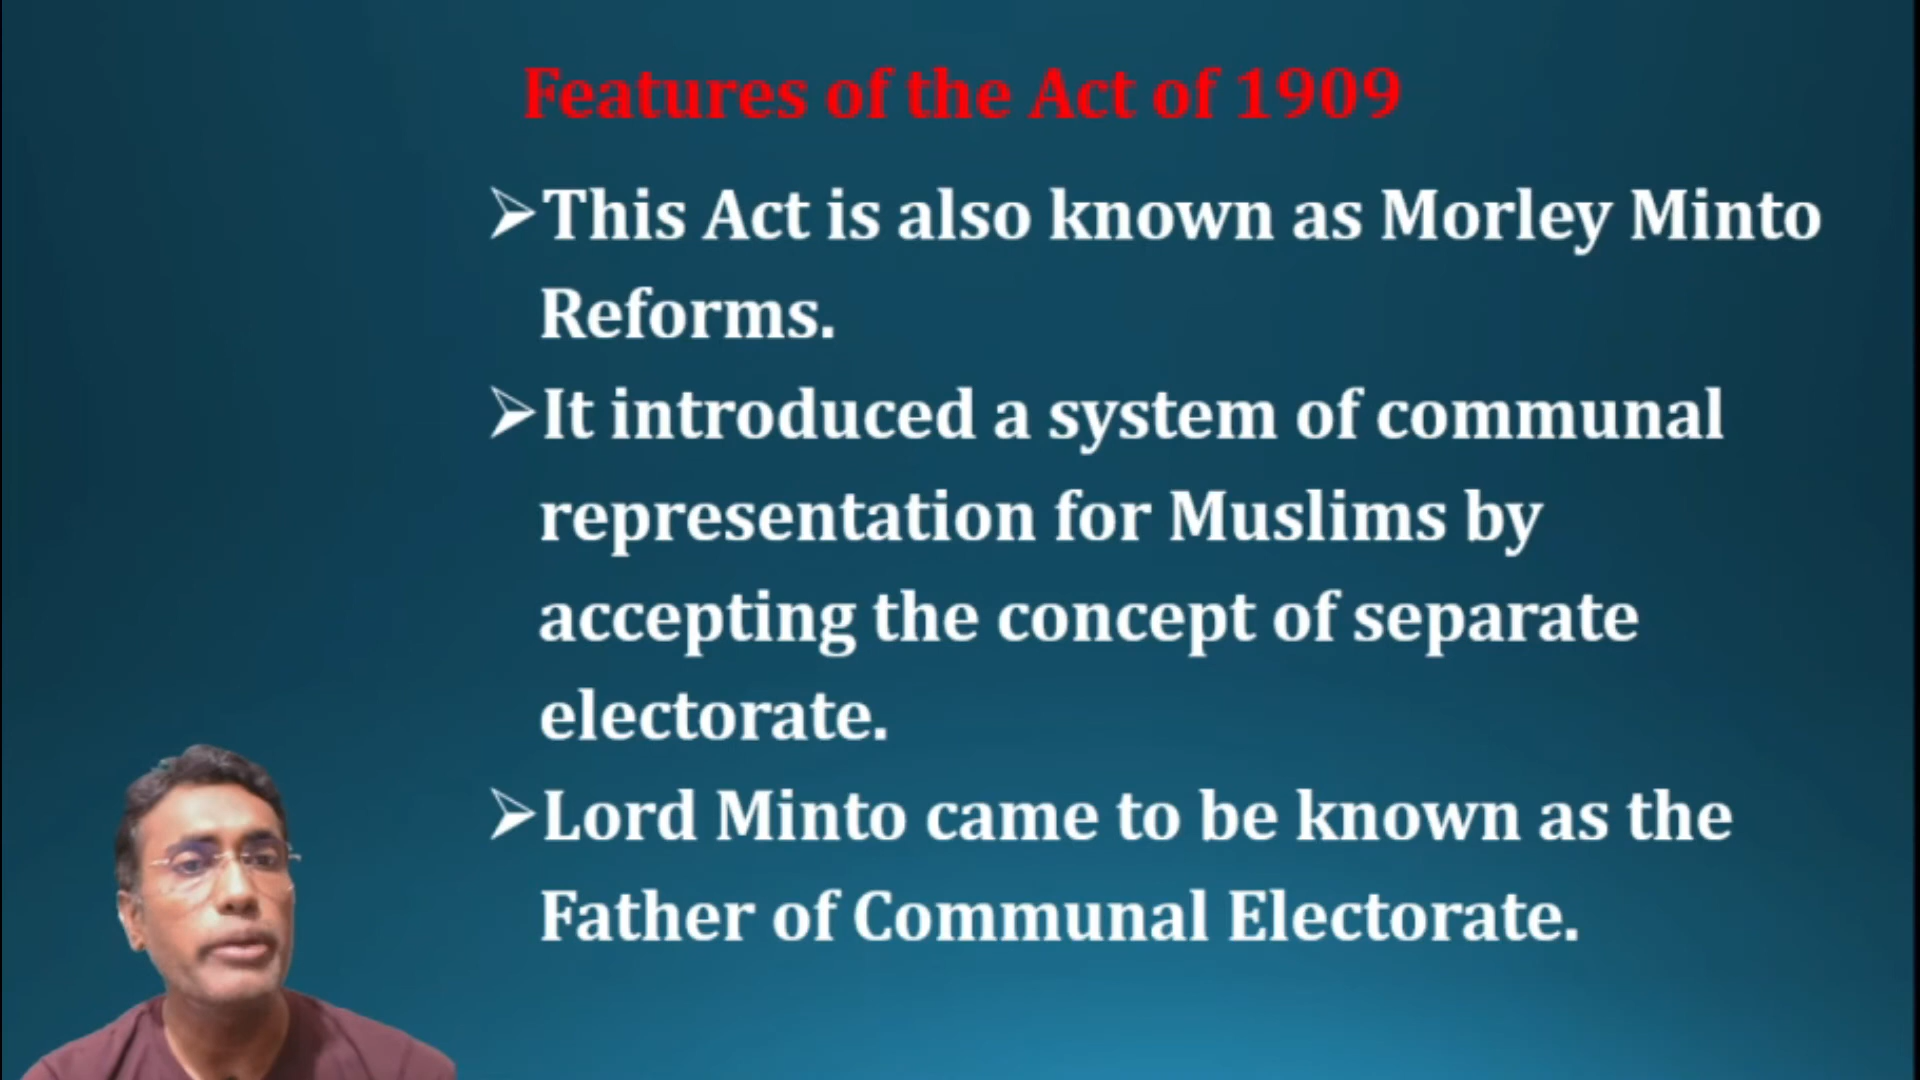 Features of the Act of 1909
➢This Act is also known as Morley Minto
Reforms.
➢It introduced a system of communal
representation for Muslims by
accepting the concept of separate
electorate.
➢Lord Minto came to be known as the
Father of Communal Electorate.